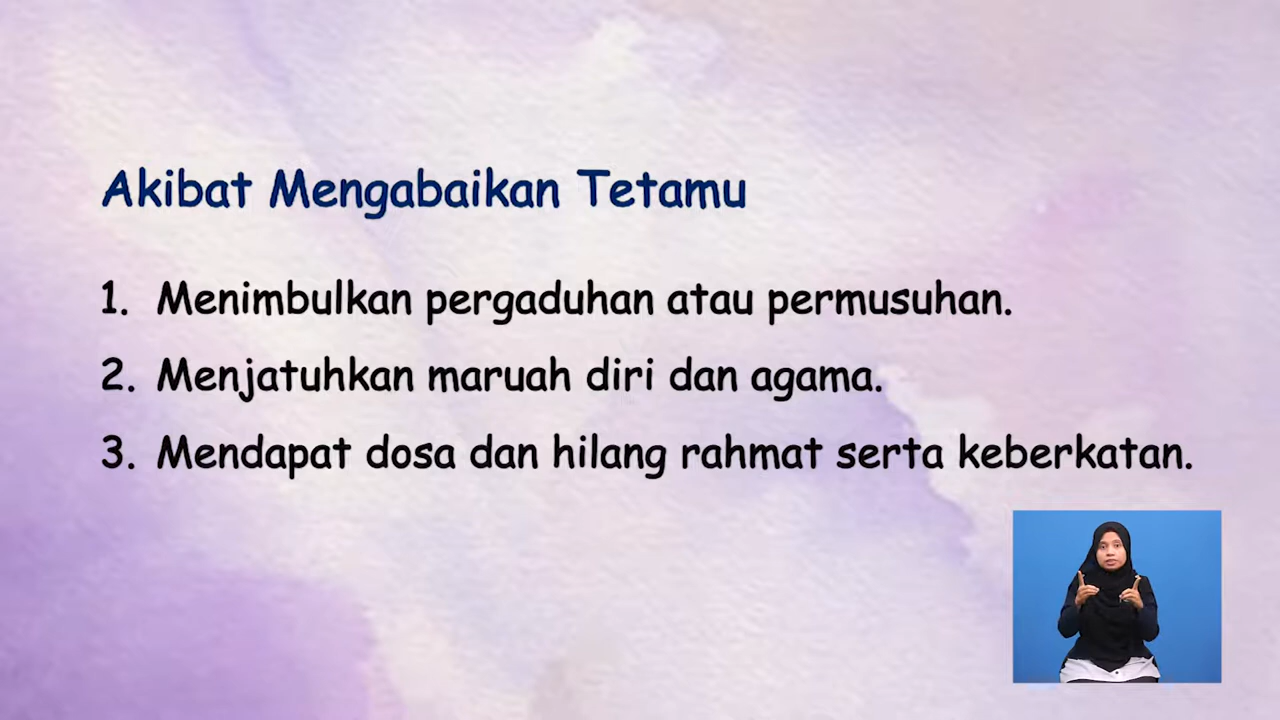 Akibat Mengabaikan Tetamu
1. Menimbulkan pergaduhan atau permusuhan.
2. Menjatuhkan maruah diri dan agama.
3. Mendapat dosa dan hilang rahmat serta keberkatan.